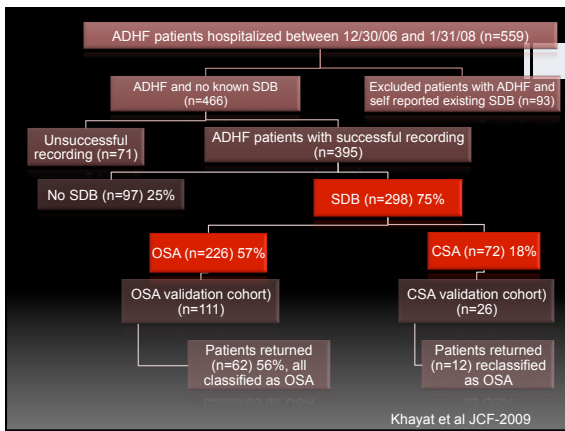 ADHF patients hospitalized between 12/30/06 and 1/31/08 (n=559)
ADHF and no known SDB
(n=466)
Excluded patients with ADHF and
self reported existing SDB (n=93)
Unsuccessful
recording (n=71)
ADHF patients with successful recording
(n=395)
No SDB (n=97) 25%
SDB (n=298) 75%
OSA (n=226) 57%
CSA (n=72) 18%
OSA validation cohort)
(n=111)
CSA validation cohort)
(n=26)
Patients returned
(n=62) 56%, all
classified as OSA
Patients returned
(n=12) reclassified
as OSA
Khayat et al JCF-2009